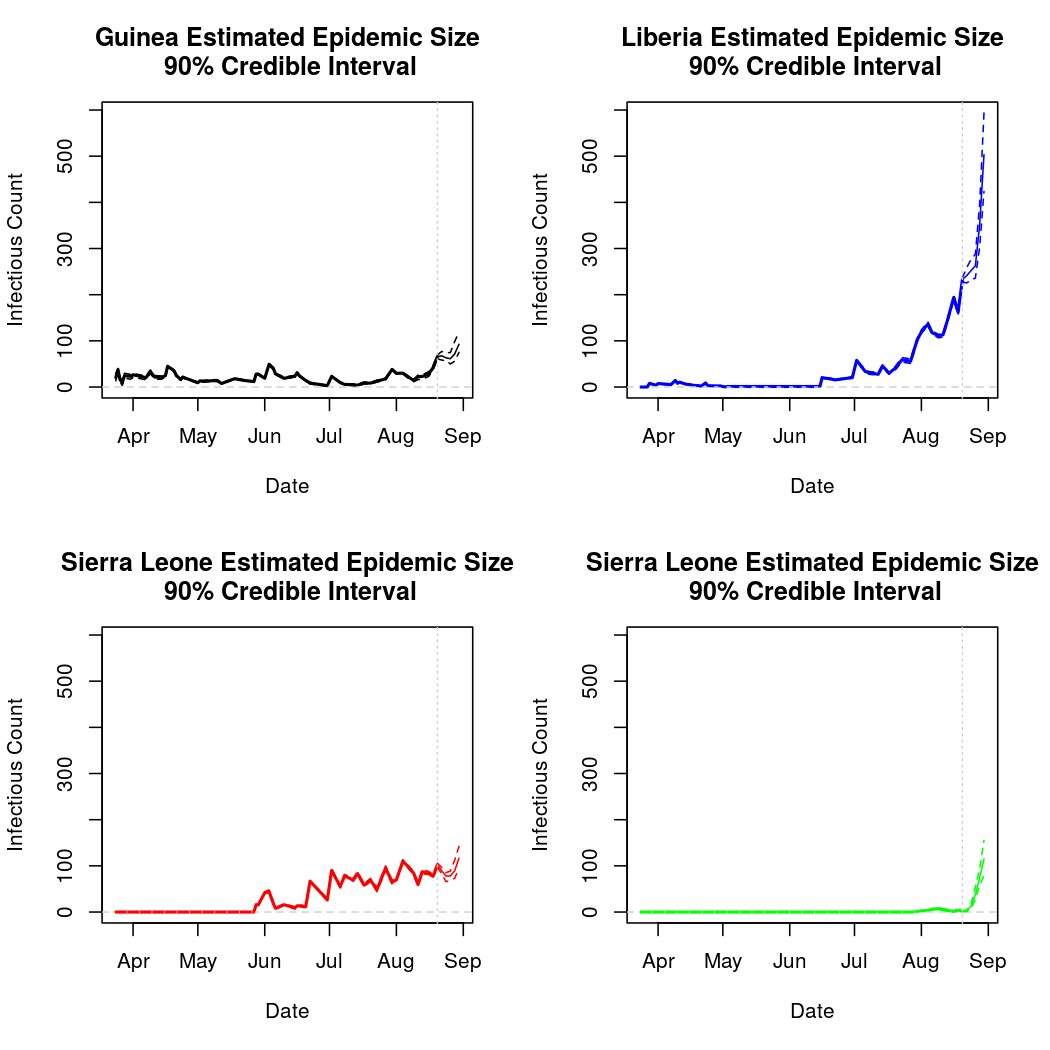 Guinea Estimated Epidemic Size
90% Credible Interval
Infectious Count
500
300
100
0
Apr May Jun Jul Aug Sep
Date
Liberia Estimated Epidemic Size
90% Credible Interval
Infectious Count
500
300
100
0
Apr May Jun Jul Aug Sep
Date
Sierra Leone Estimated Epidemic Size
90% Credible Interval
Infectious Count
500
300
100
0
Apr May Jun Jul Aug Sep
Date
Sierra Leone Estimated Epidemic Size
90% Credible Interval
Infectious Count
500
300
100
0
Apr May Jun Jul Aug Sep
Date